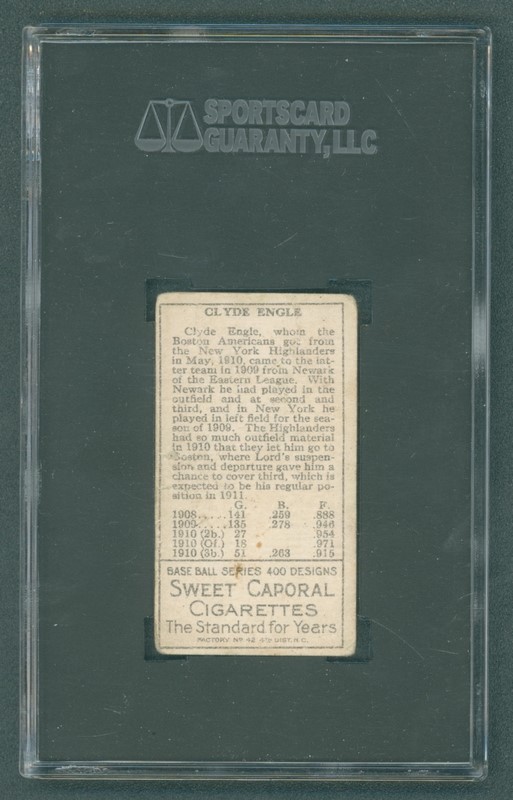 SPORTSCARD
GUARANTY, LLC
CLYDE ENGLE
Clyde Engle, whom the
Boston Americans got from
the New York Highlanders
in May, 1910, came to the lat-
ter team in 1909 from Newark
of the Eastern League. With
Newark he had played in the
outfield and at second and
third, and in New York he
played in left field for the sea-
son of 1909. The Highlanders
had so much outfield material
in 1910 that they let him go to
Boston, where Lord's suspen-
sion and departure gave him a
chance to cover third, which is
expected to be his regular po-
sition in 1911.
G. B. F.
1908.....141 .259 .888
1909.....135 .278 .946
1910 (2b.) 27 .954
1910 (Of.) 18 .971
1910 (3b.) 51 .263 .915
BASE BALL SERIES 400 DESIGNS
SWEET CAPORAL
CIGARETTES
The Standard for Years
FACTORY Nº 42 4TH DIST. N.C.